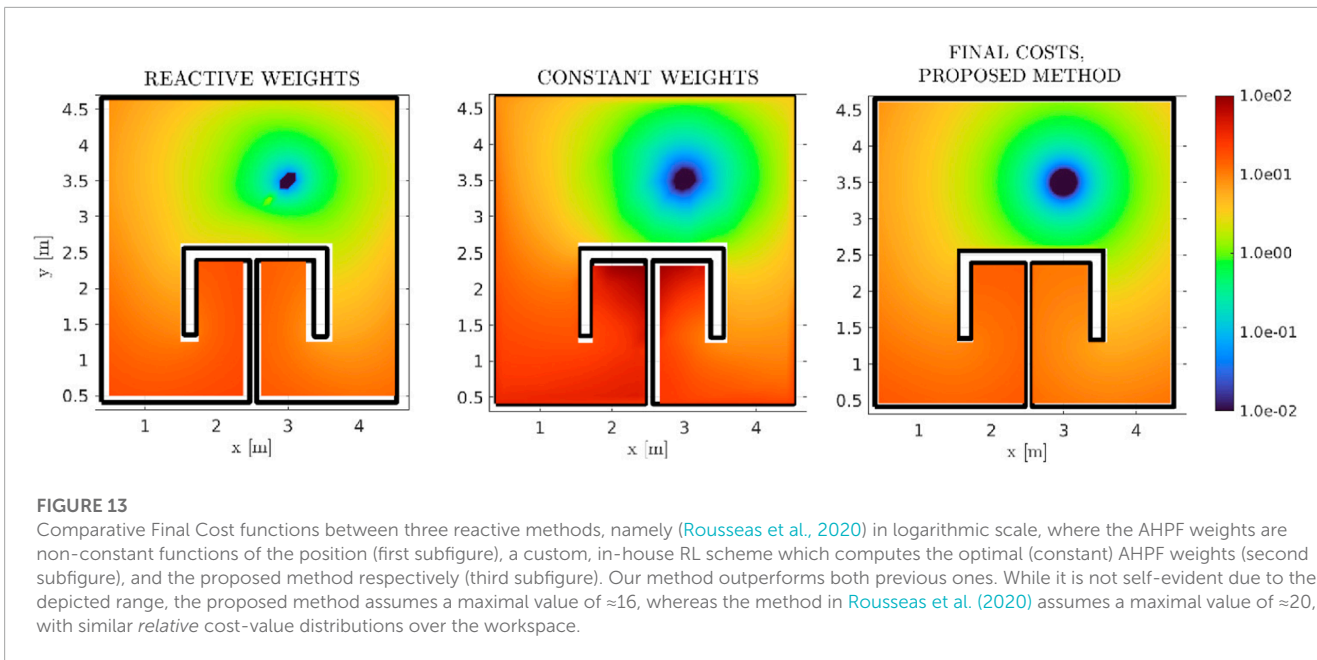 REACTIVE WEIGHTS
CONSTANT WEIGHTS
FINAL COSTS,
PROPOSED METHOD
4.5
4
3.5
3
2.5
2
1.5
1
0.5
y [m]
1
2
3
4
x [m]
4.5
4
3.5
3
2.5
2
1.5
1
0.5
1
2
3
4
x [m]
4.5
4
3.5
3
2.5
2
1.5
1
0.5
1
2
3
4
x [m]
1.0e+02
1.0e+01
1.0e+00
1.0e-01
1.0e-02
FIGURE 13
Comparative Final Cost functions between three reactive methods, namely (Rousseas et al., 2020) in logarithmic scale, where the AHPF weights are
non-constant functions of the position (first subfigure), a custom, in-house RL scheme which computes the optimal (constant) AHPF weights (second
subfigure), and the proposed method respectively (third subfigure). Our method outperforms both previous ones. While it is not self-evident due to the
depicted range, the proposed method assumes a maximal value of ≈16, whereas the method in Rousseas et al. (2020) assumes a maximal value of ≈20,
with similar relative cost-value distributions over the workspace.